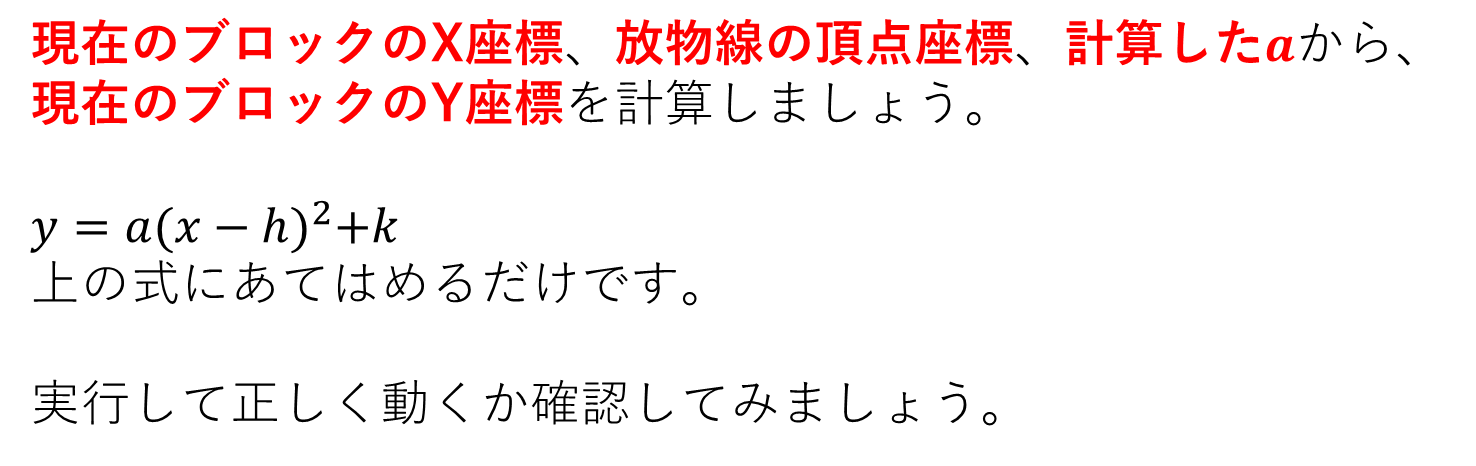 現在のブロックのX座標、放物線の頂点座標、計算したaから、
現在のブロックのY座標を計算しましょう。
y = a(x − h)²+k
上の式にあてはめるだけです。
実行して正しく動くか確認してみましょう。